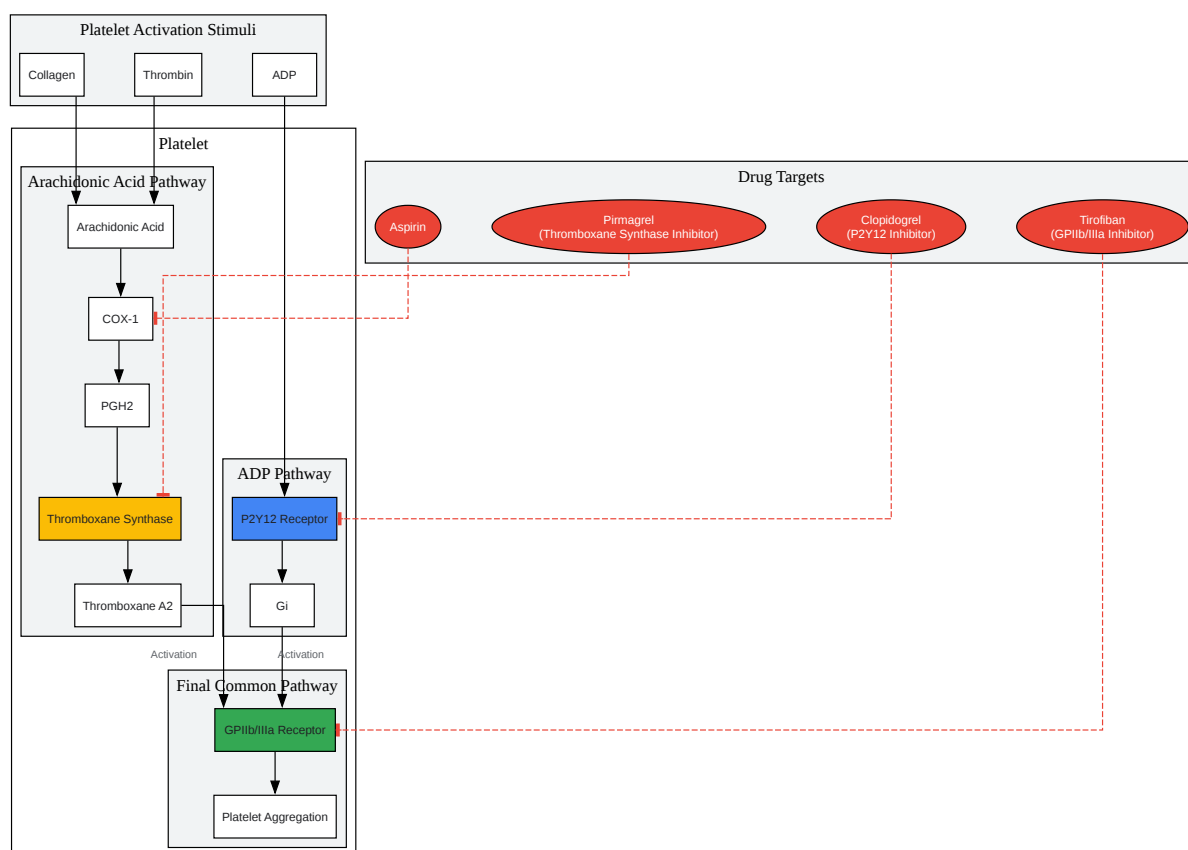 Platelet Activation Stimuli
Collagen
Thrombin
ADP
Platelet
Arachidonic Acid Pathway
Drug Targets
Arachidonic Acid
Aspirin
Pirmagrel
(Thromboxane Synthase Inhibitor)
Clopidogrel
(P2Y12 Inhibitor)
Tirofiban
(GPIIb/IIIa Inhibitor)
COX-1
PGH2
ADP Pathway
Thromboxane Synthase
P2Y12 Receptor
Thromboxane A2
Gi
Activation
Activation
Final Common Pathway
GPIIb/IIIa Receptor
Platelet Aggregation